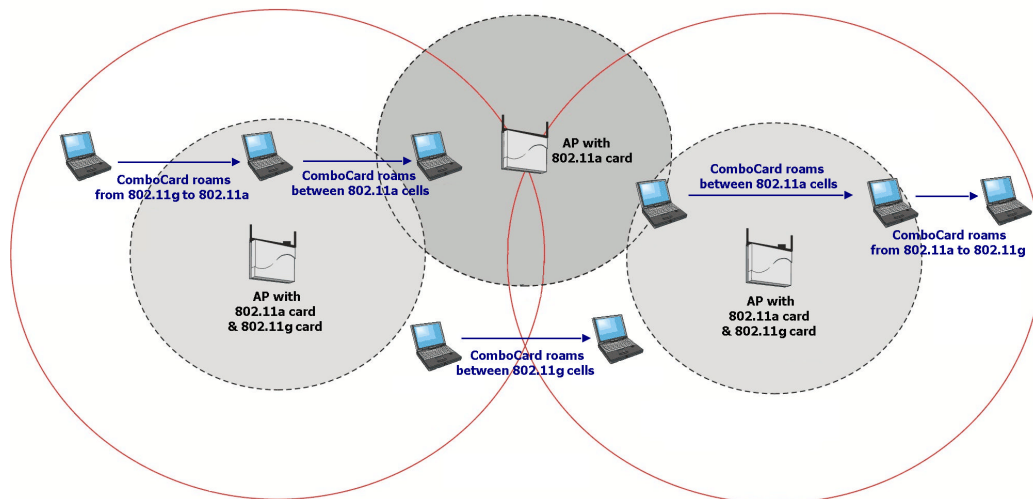 AP with
802.11a card
ComboCard roams
from 802.11g to 802.11a
ComboCard roams
between 802.11a cells
ComboCard roams
between 802.11a cells
ComboCard roams
from 802.11a to 802.11g
AP with
802.11a card
& 802.11g card
AP with
802.11a card
& 802.11g card
ComboCard roams
between 802.11g cells